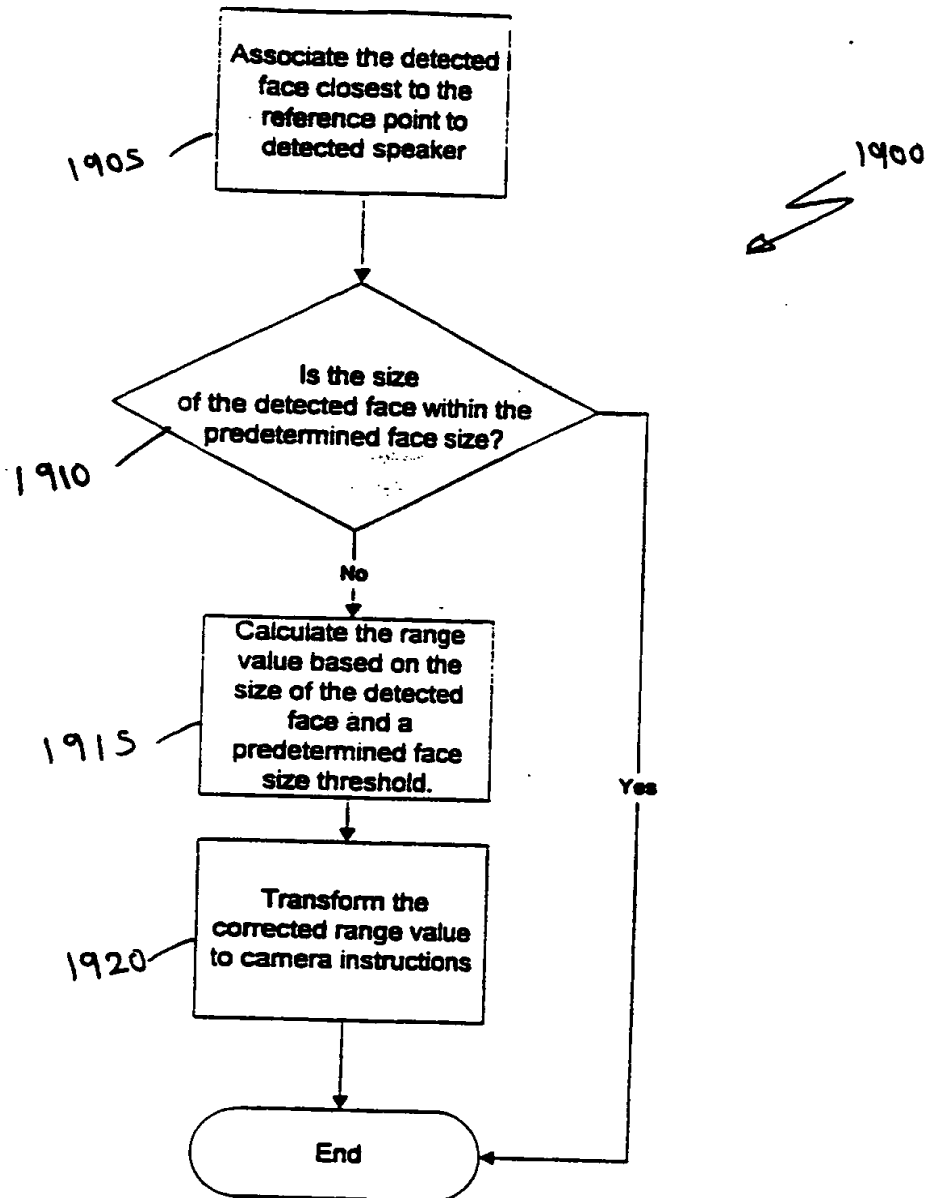 Associate the detected
face closest to the
reference point to
detected speaker
1905
1900
Is the size
of the detected face within the
predetermined face size?
1910
No
Calculate the range
value based on the
size of the detected
face and a
predetermined face
size threshold.
1915
Yes
Transform the
corrected range value
to camera instructions
1920
End